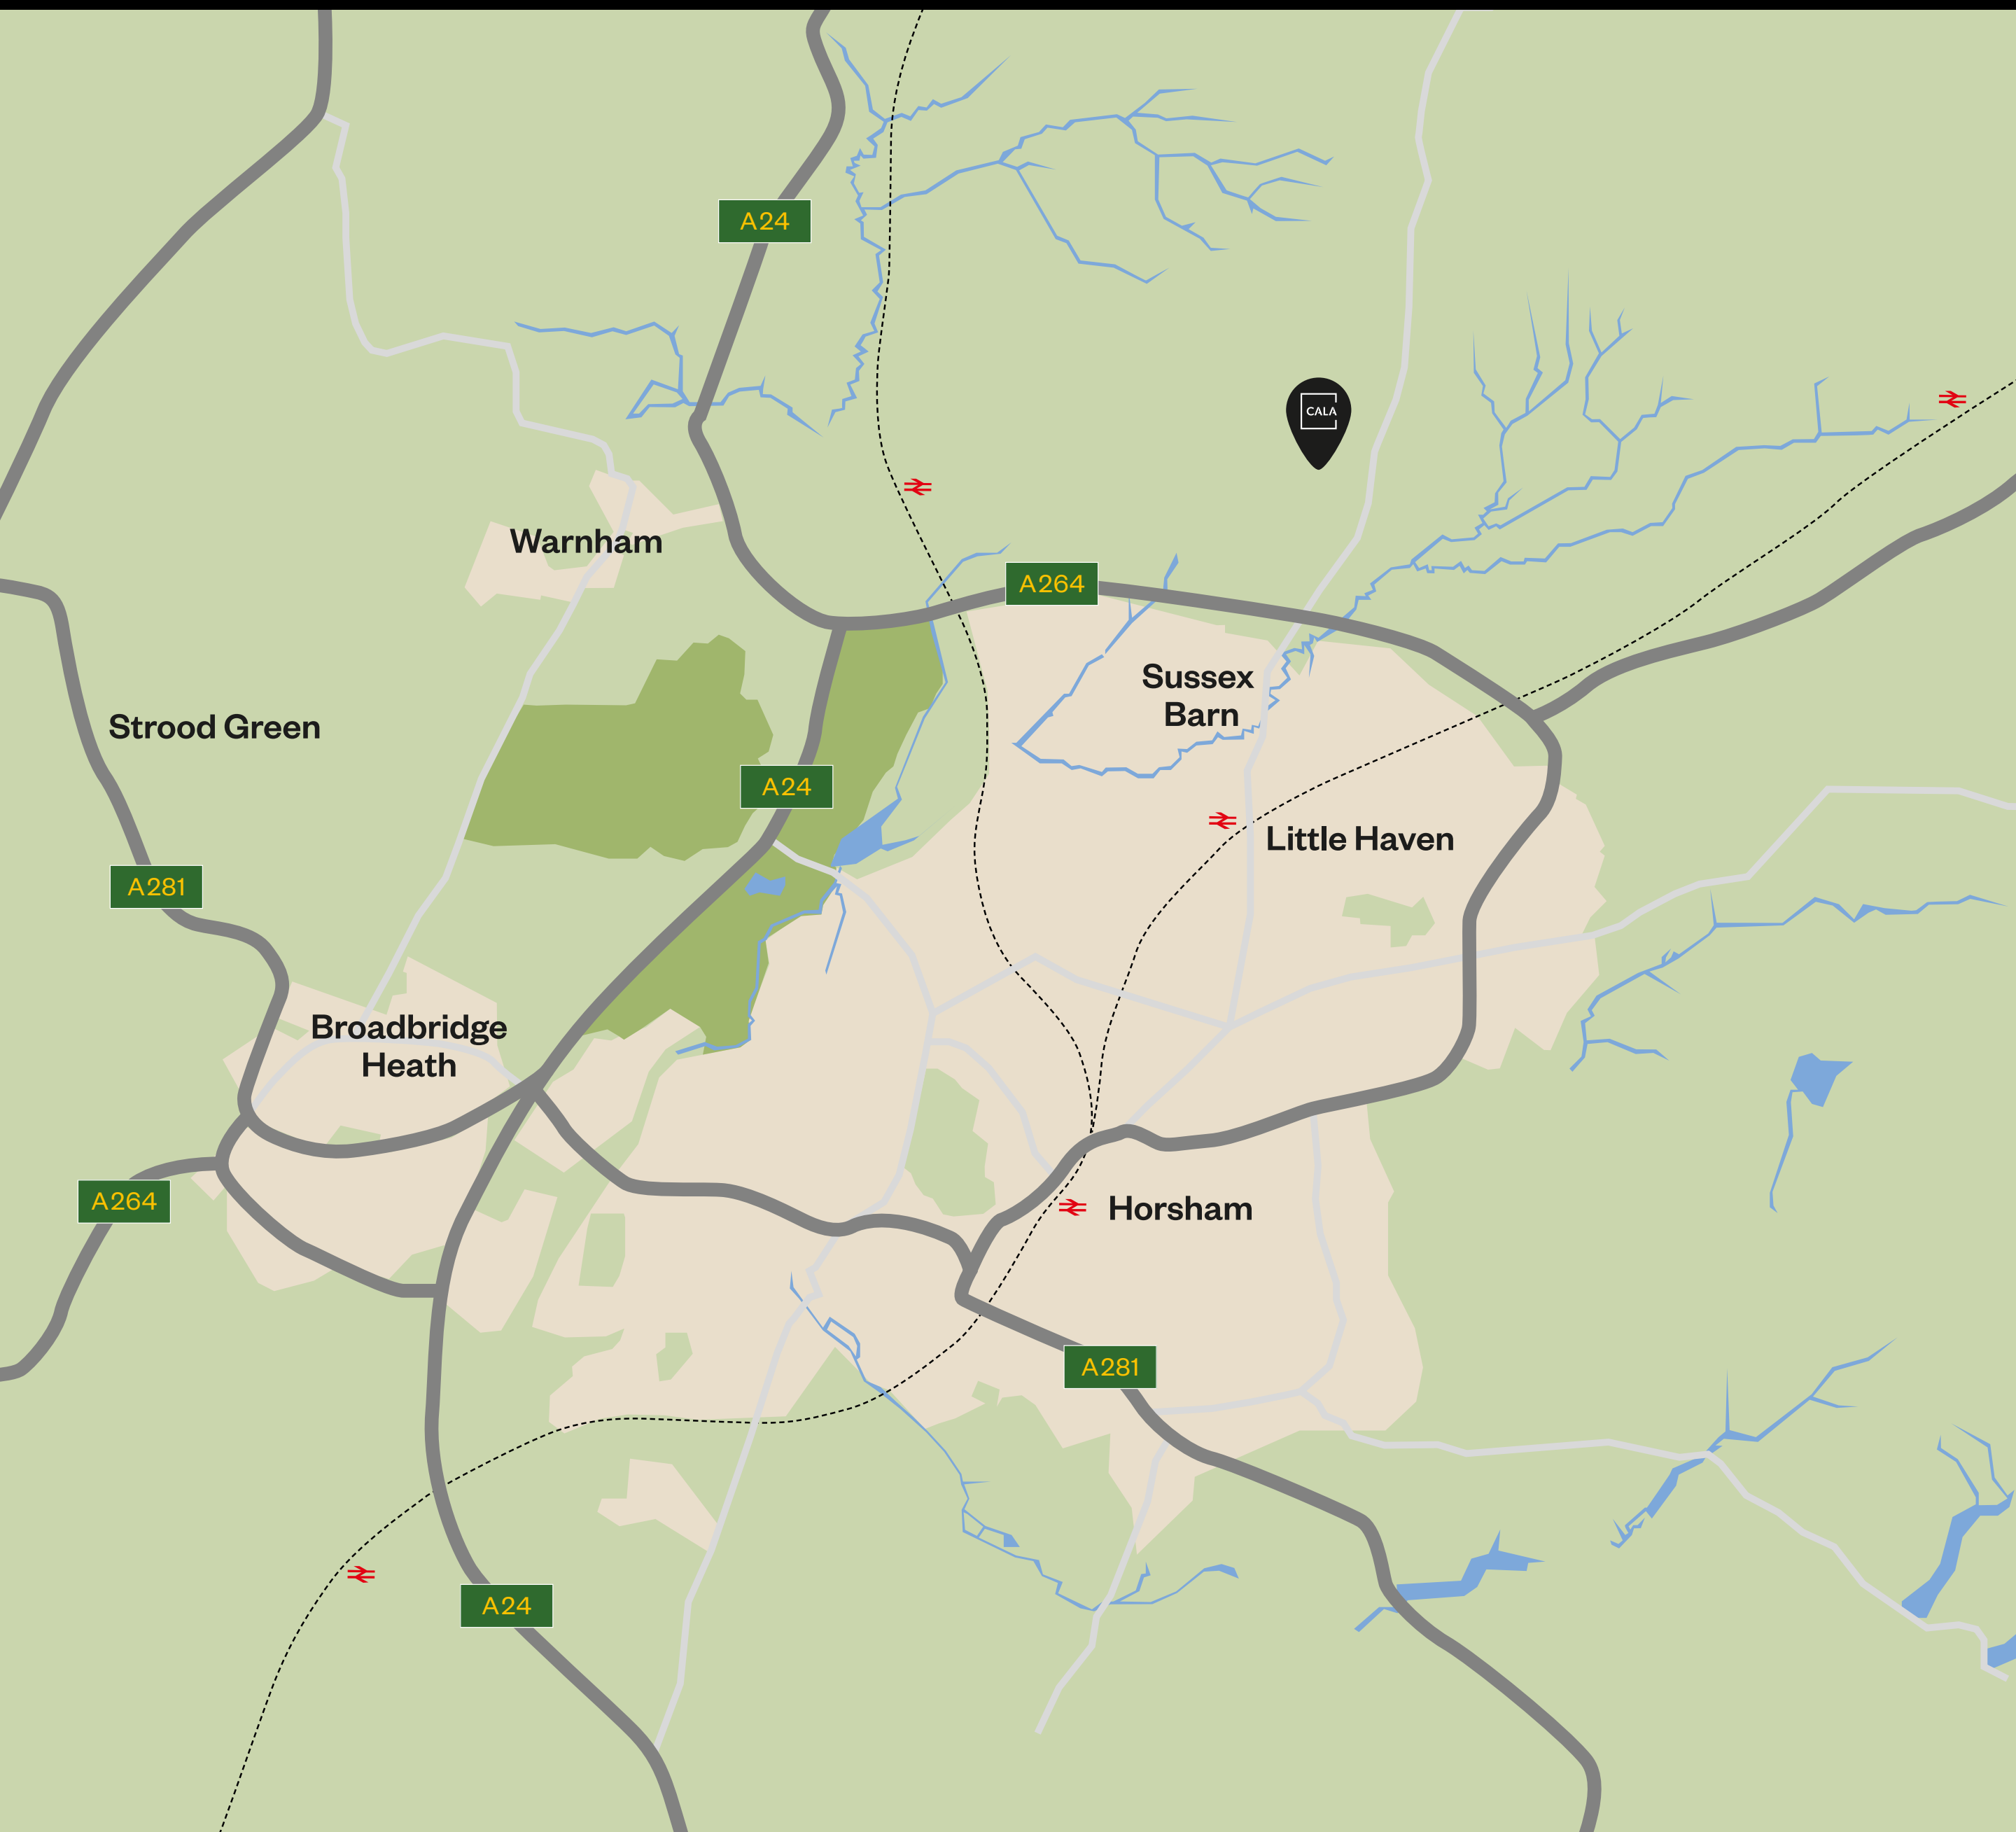 A24
CALA
Warnham
A264
Sussex
Barn
Strood Green
A24
Little Haven
A281
Broadbridge
Heath
A264
Horsham
A281
A24